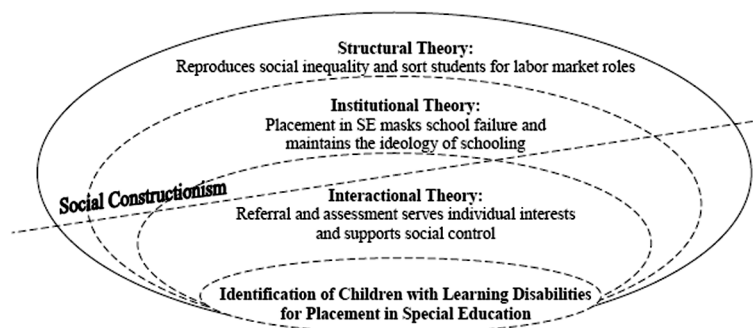 Structural Theory:
Reproduces social inequality and sort students for labor market roles
Institutional Theory:
Placement in SE masks school failure and
maintains the ideology of schooling
Social Constructionism
Interactional Theory:
Referral and assessment serves individual interests
and supports social control
Identification of Children with Learning Disabilities
for Placement in Special Education